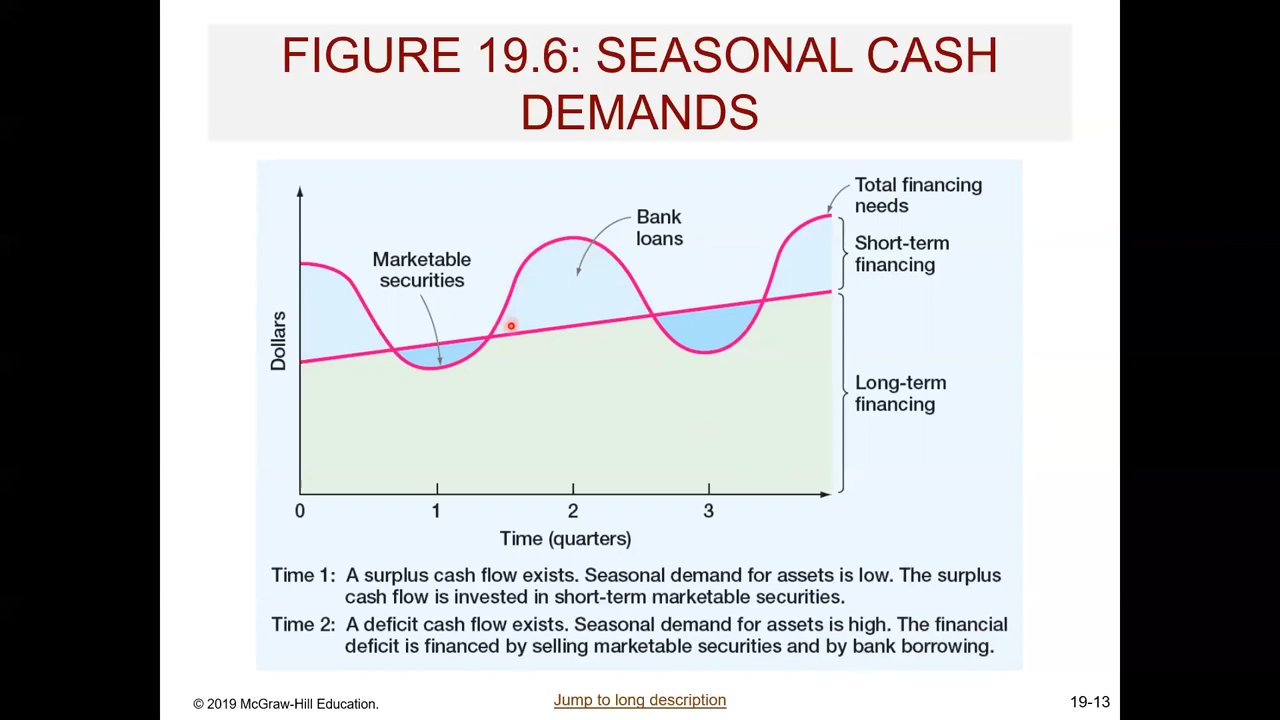 FIGURE 19.6: SEASONAL CASH
DEMANDS
Total financing
needs
Bank
loans
Short-term
financing
Marketable
securities
Dollars
Long-term
financing
0 1 2 3
Time (quarters)
Time 1: A surplus cash flow exists. Seasonal demand for assets is low. The surplus
cash flow is invested in short-term marketable securities.
Time 2: A deficit cash flow exists. Seasonal demand for assets is high. The financial
deficit is financed by selling marketable securities and by bank borrowing.
© 2019 McGraw-Hill Education.
Jump to long description
19-13